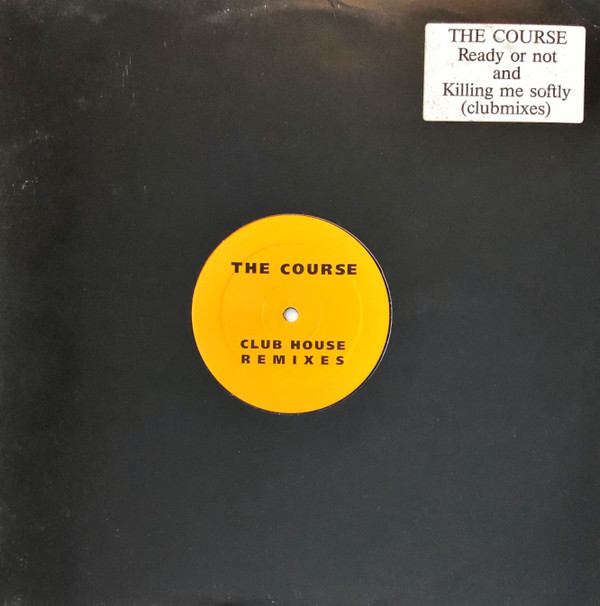 THE COURSE
Ready or not
and
Killing me softly
(clubmixes)
THE COURSE
CLUB HOUSE
REMIXES